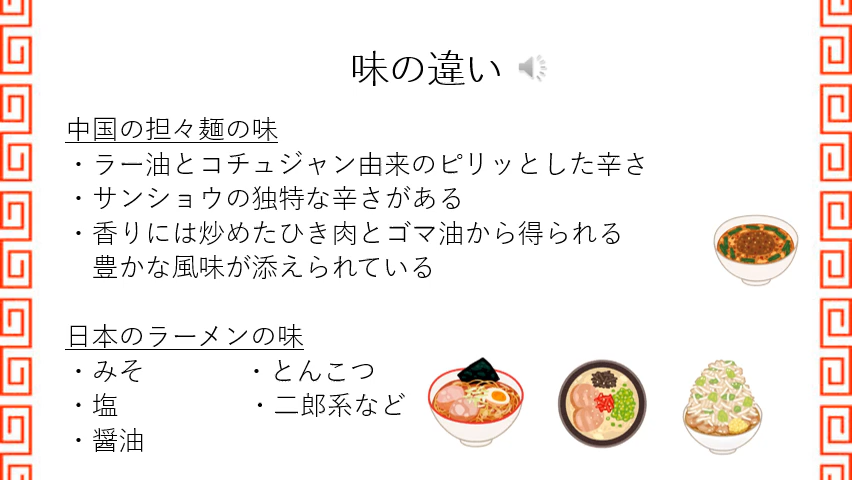 味の違い
中国の担々麺の味
・ラー油とコチュジャン由来のピリッとした辛さ
・サンショウの独特な辛さがある
・香りには炒めたひき肉とゴマ油から得られる
豊かな風味が添えられている
日本のラーメンの味
・みそ
・塩
・醤油
・とんこつ
・二郎系など